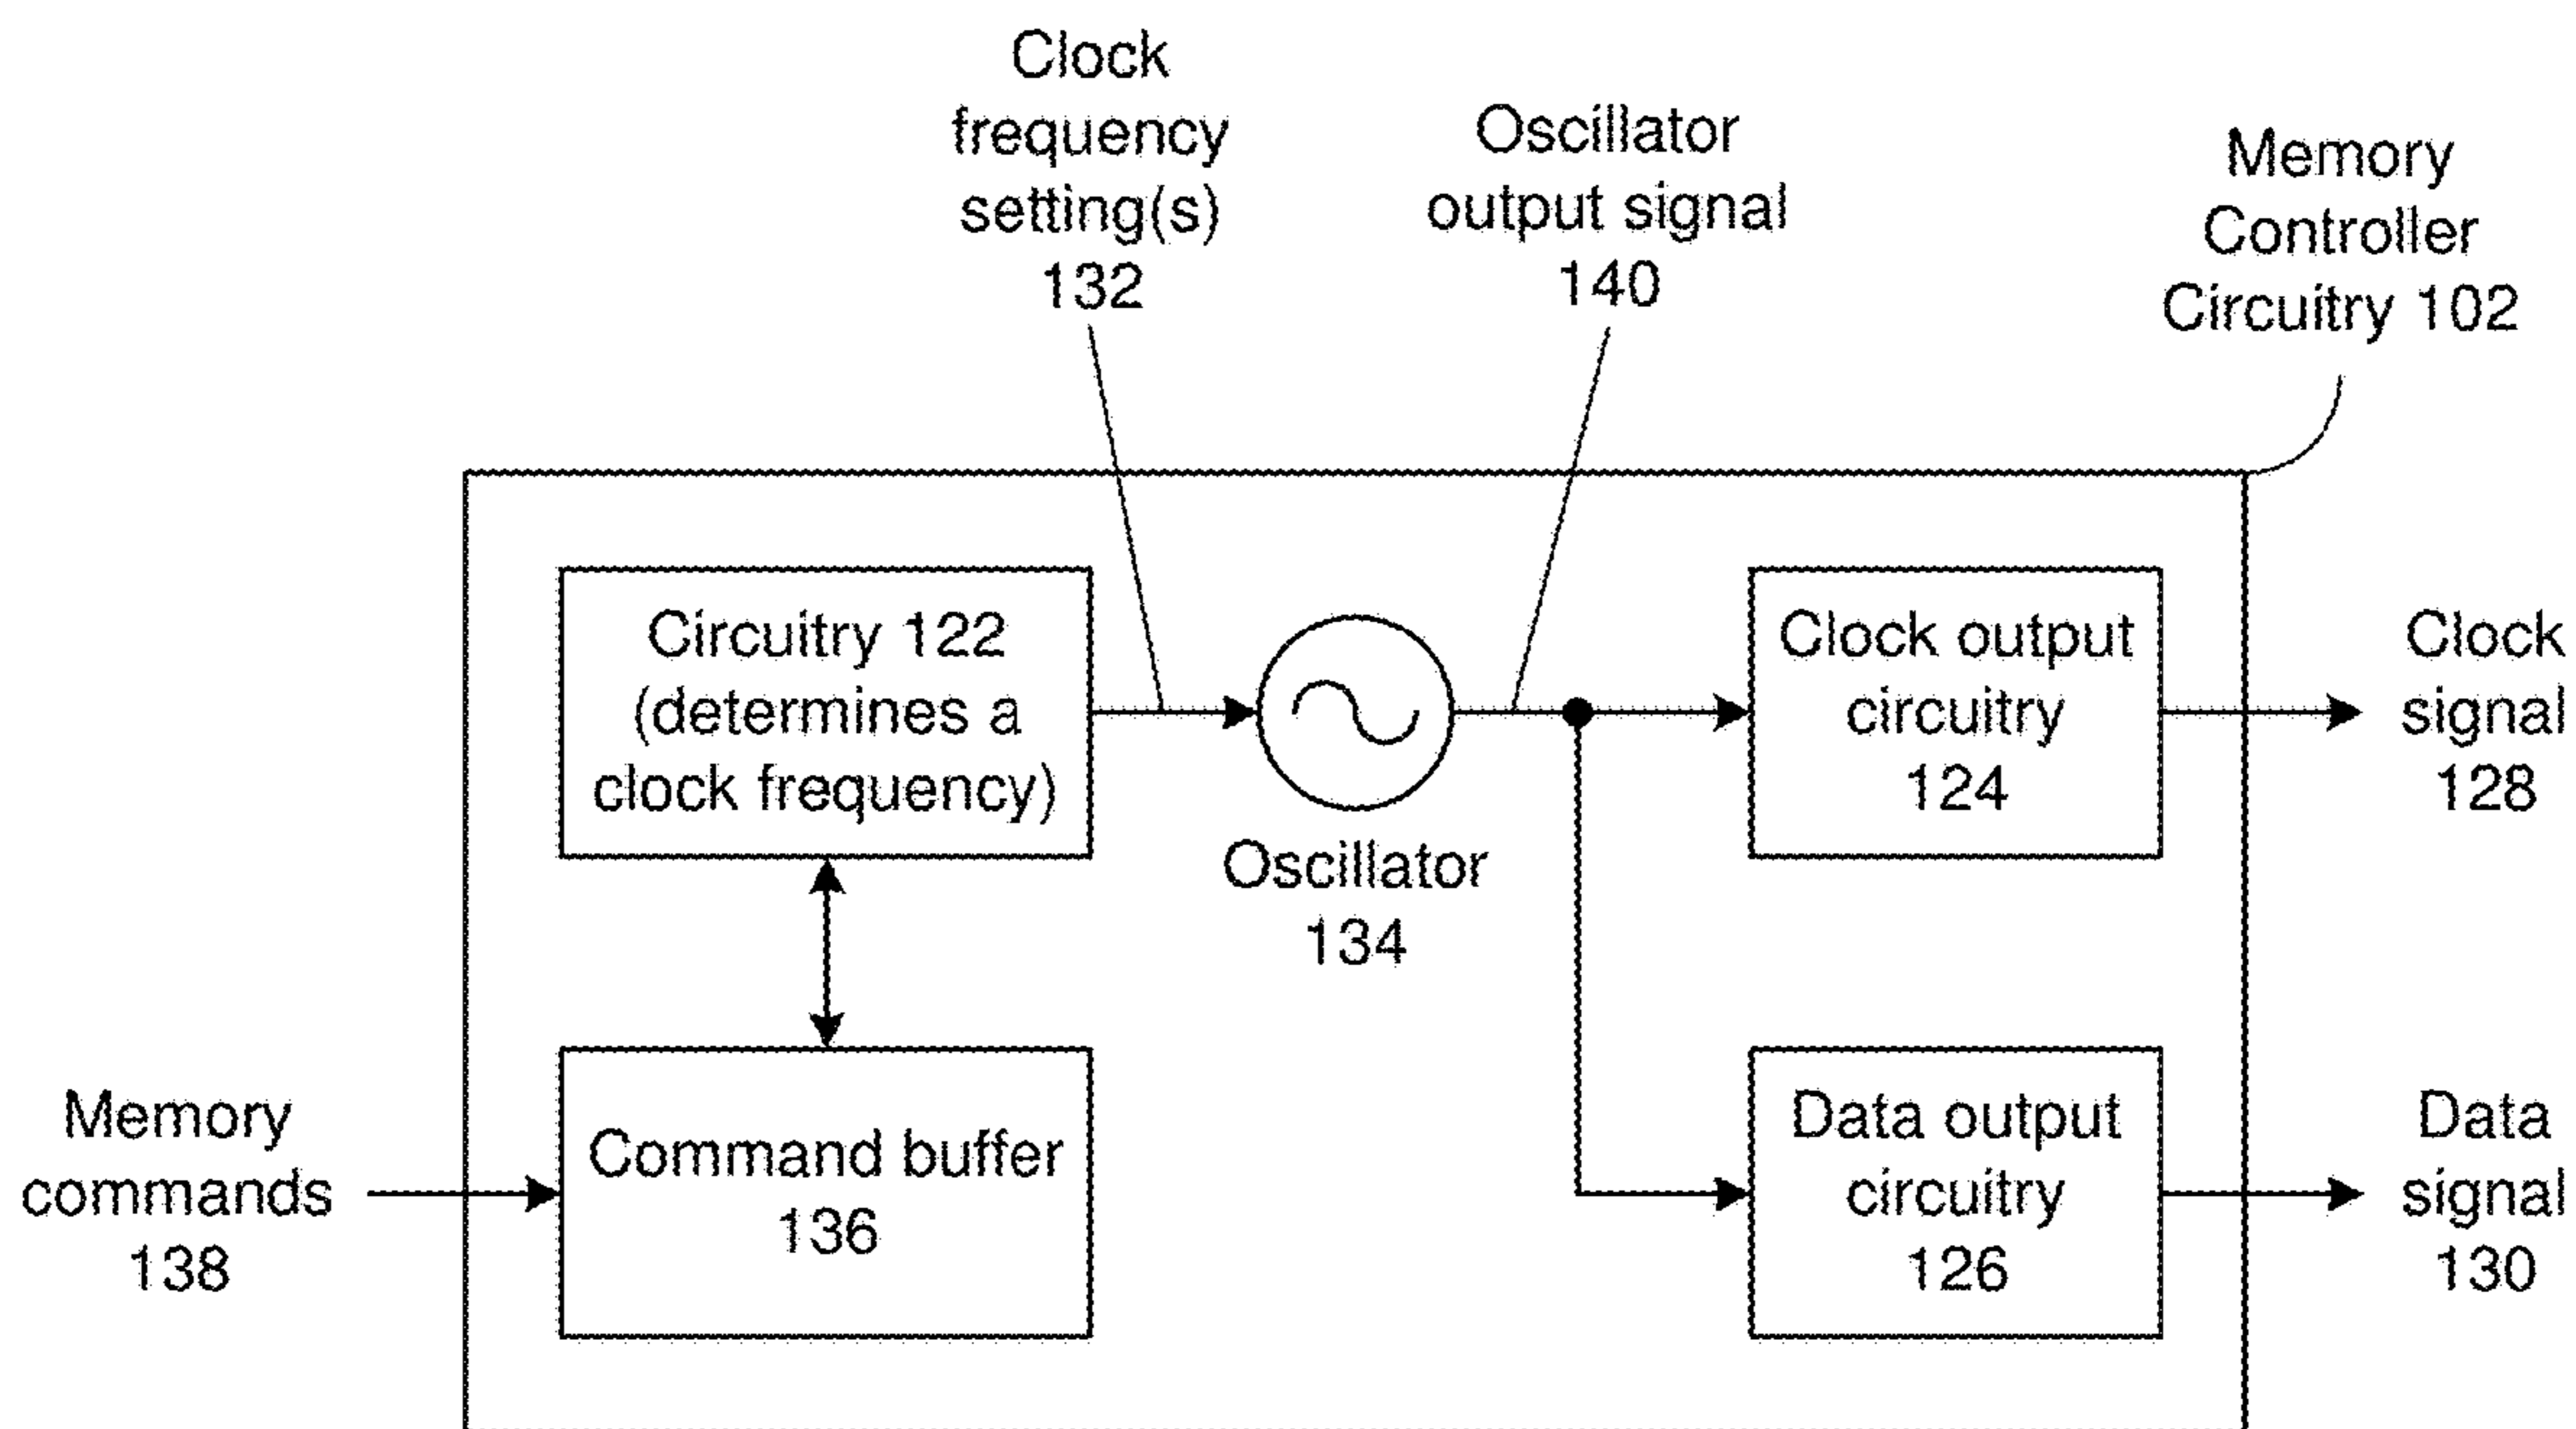 Clock
frequency
setting(s)
132
Oscillator
output signal
140
Memory
Controller
Circuitry 102
Circuitry 122
(determines a
clock frequency)
Oscillator
134
Clock output
circuitry
124
Clock
signal
128
Memory
commands
138
Command buffer
136
Data output
circuitry
126
Data
signal
130